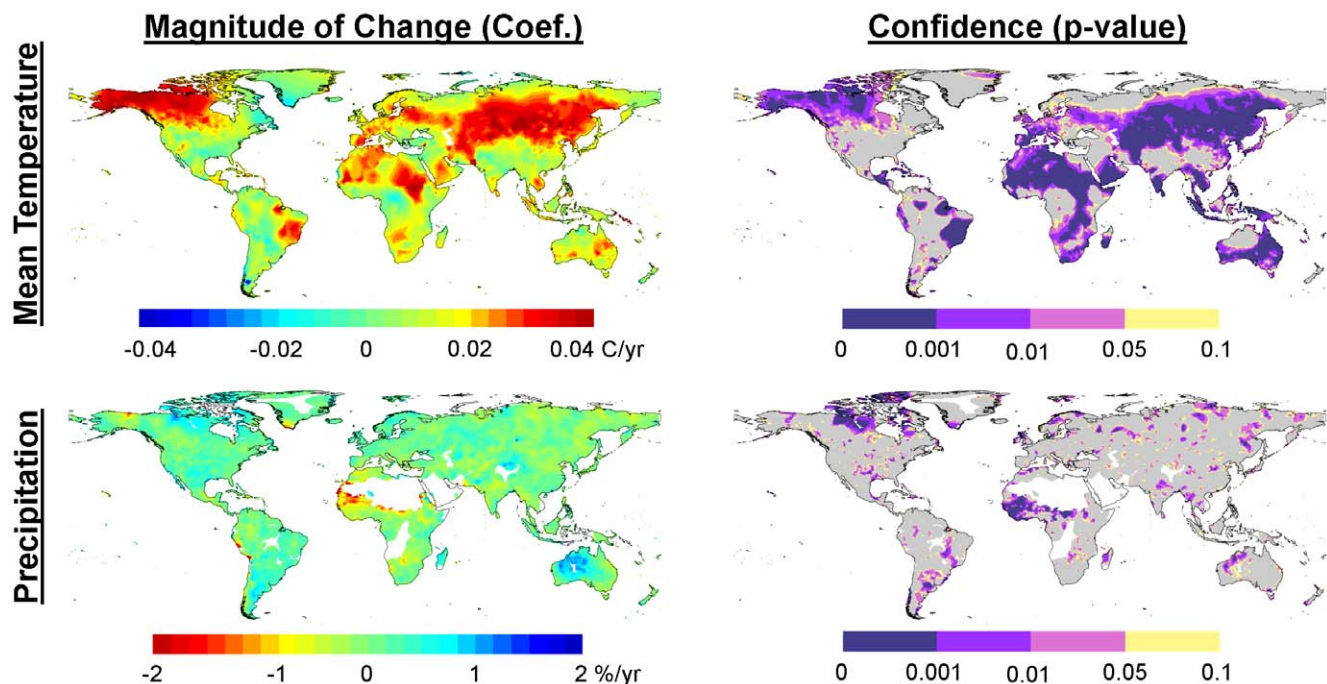 Magnitude of Change (Coef.)
Confidence (p-value)
Mean Temperature
-0.04 -0.02 0 0.02 0.04 C/yr
0 0.001 0.01 0.05 0.1
Precipitation
-2 -1 0 1 2 %/yr
0 0.001 0.01 0.05 0.1